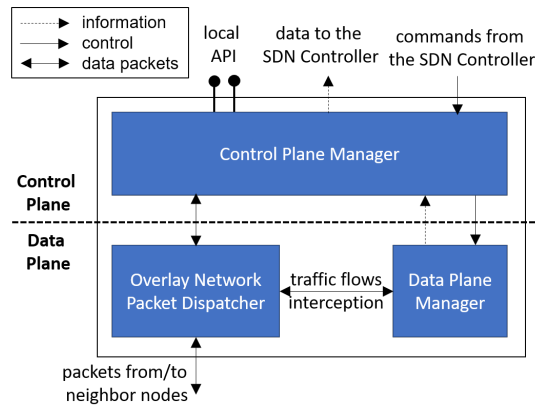 information
control
data packets
local
API
data to the
SDN Controller
commands from
the SDN Controller
Control Plane Manager
Control
Plane
Data
Plane
Overlay Network
Packet Dispatcher
traffic flows
interception
Data Plane
Manager
packets from/to
neighbor nodes